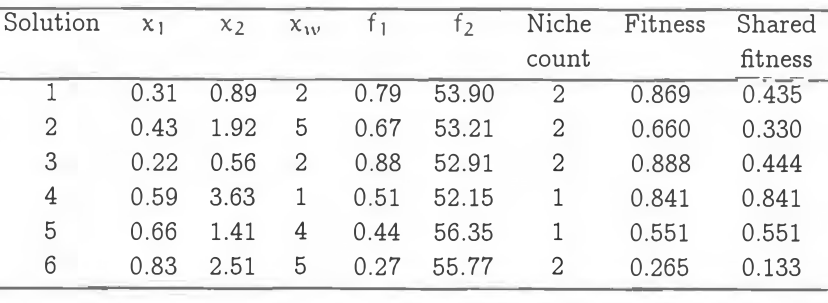 Solution x₁ x₂ x_w f₁ f₂ Niche Fitness Shared
count fitness
1 0.31 0.89 2 0.79 53.90 2 0.869 0.435
2 0.43 1.92 5 0.67 53.21 2 0.660 0.330
3 0.22 0.56 2 0.88 52.91 2 0.888 0.444
4 0.59 3.63 1 0.51 52.15 1 0.841 0.841
5 0.66 1.41 4 0.44 56.35 1 0.551 0.551
6 0.83 2.51 5 0.27 55.77 2 0.265 0.133